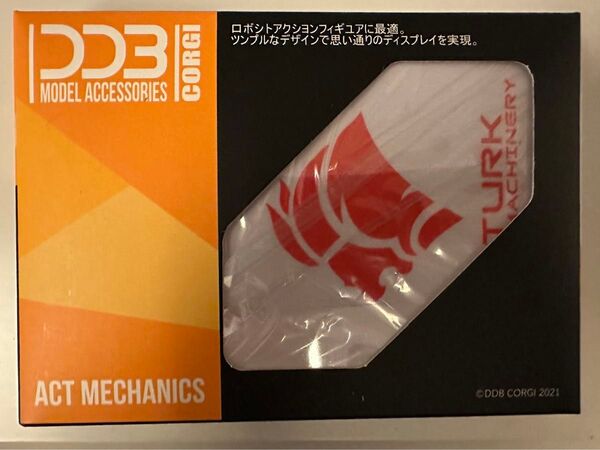 DDB
MODEL ACCESSORIES
CORGI
ロボシトアクションフィギュアに最適。
ツンブルなデザインで思い通りのディスプレイを実現。
TURK
MACHINERY
ACT MECHANICS
©DDB CORGI 2021